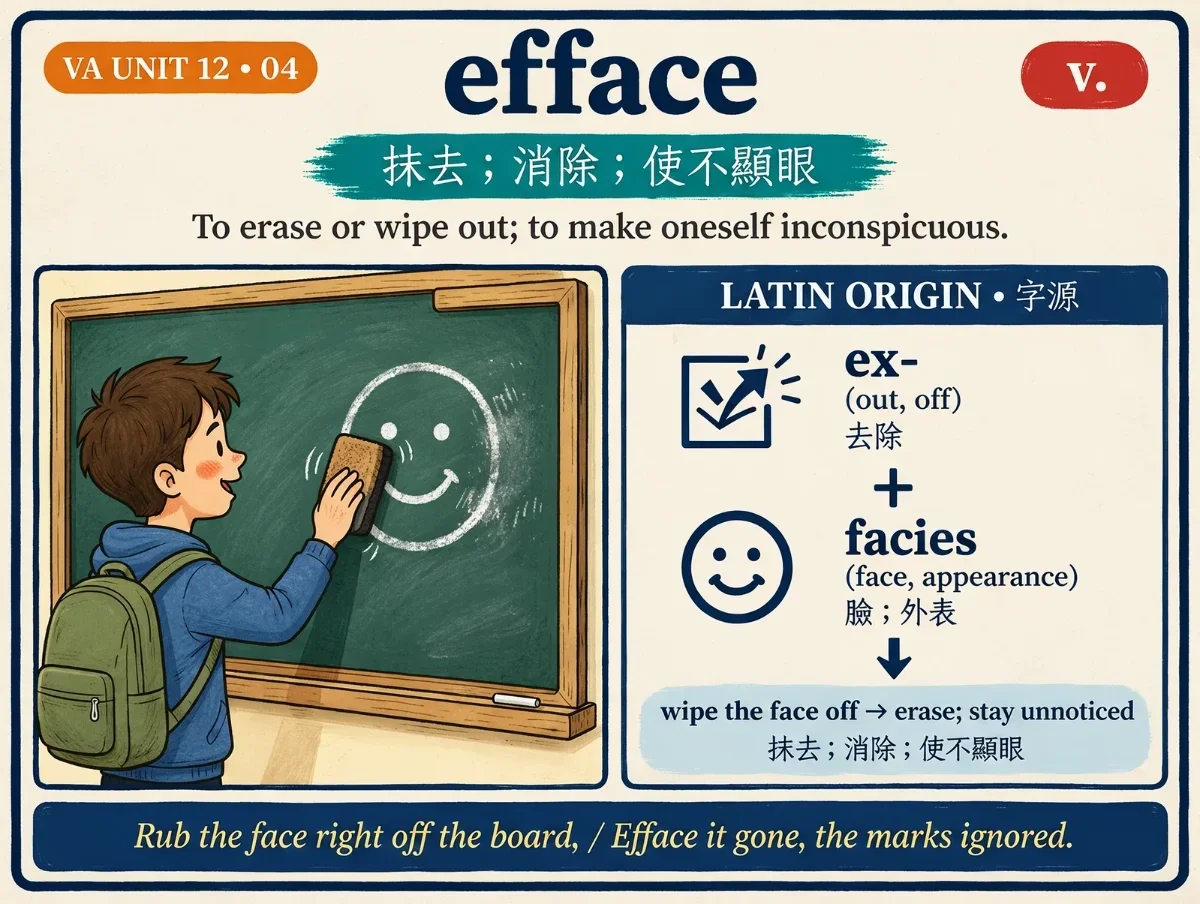 VA UNIT 12 • 04
efface
v.
抹去；消除；使不顯眼
To erase or wipe out; to make oneself inconspicuous.
LATIN ORIGIN • 字源
ex-
(out, off)
去除
+
facies
(face, appearance)
臉；外表
wipe the face off → erase; stay unnoticed
抹去；消除；使不顯眼
Rub the face right off the board, / Efface it gone, the marks ignored.